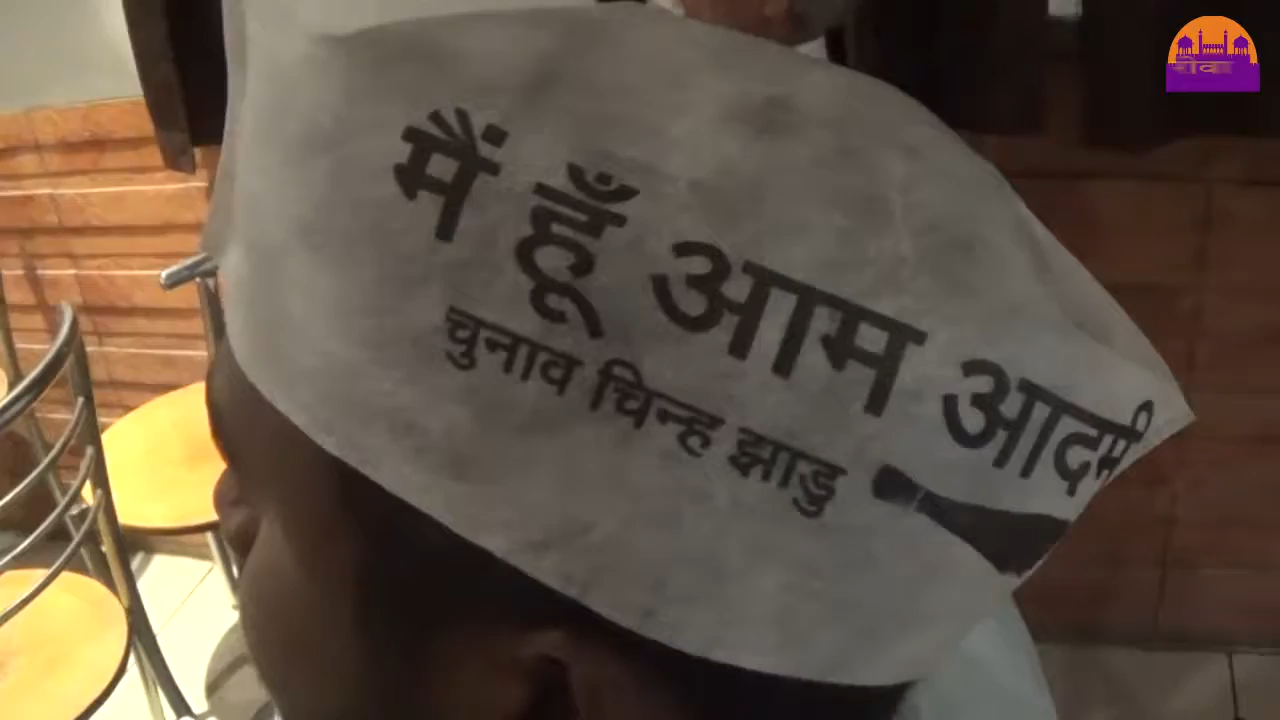 मैं हूँ आम आदमी
चुनाव चिन्ह झाडु